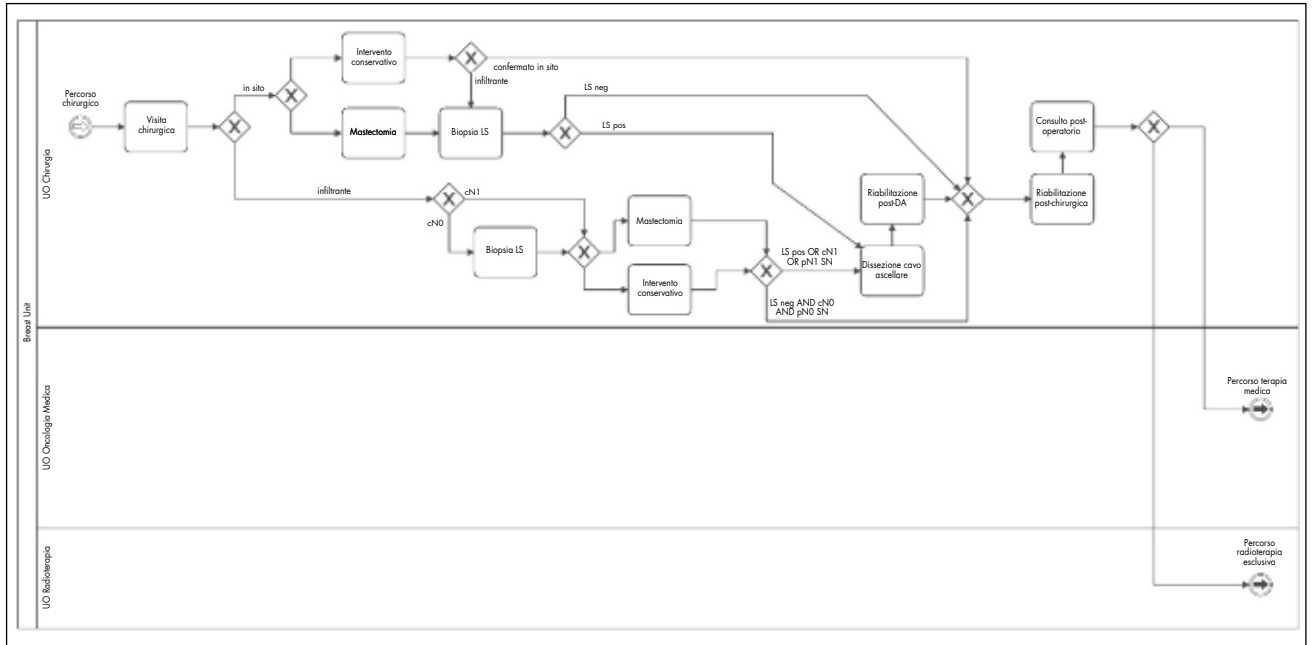 Breast Unit
UO Chirurgia
Percorso
chirurgico
Visita
chirurgica
in sito
Intervento
conservativo
confermato in sito
infiltrante
Mastectomia
Biopsia LS
LS neg
LS pos
infiltrante
cN1
cN0
Biopsia LS
Mastectomia
Intervento
conservativo
LS pos OR cN1
OR pN1 SN
LS neg AND cN0
AND pN0 SN
Dissezione cavo
ascellare
Riabilitazione
post-DA
Riabilitazione
post-chirurgica
Consulto post-
operatorio
UO Oncologia Medica
Percorso terapia
medica
UO Radioterapia
Percorso
radioterapia
esclusiva